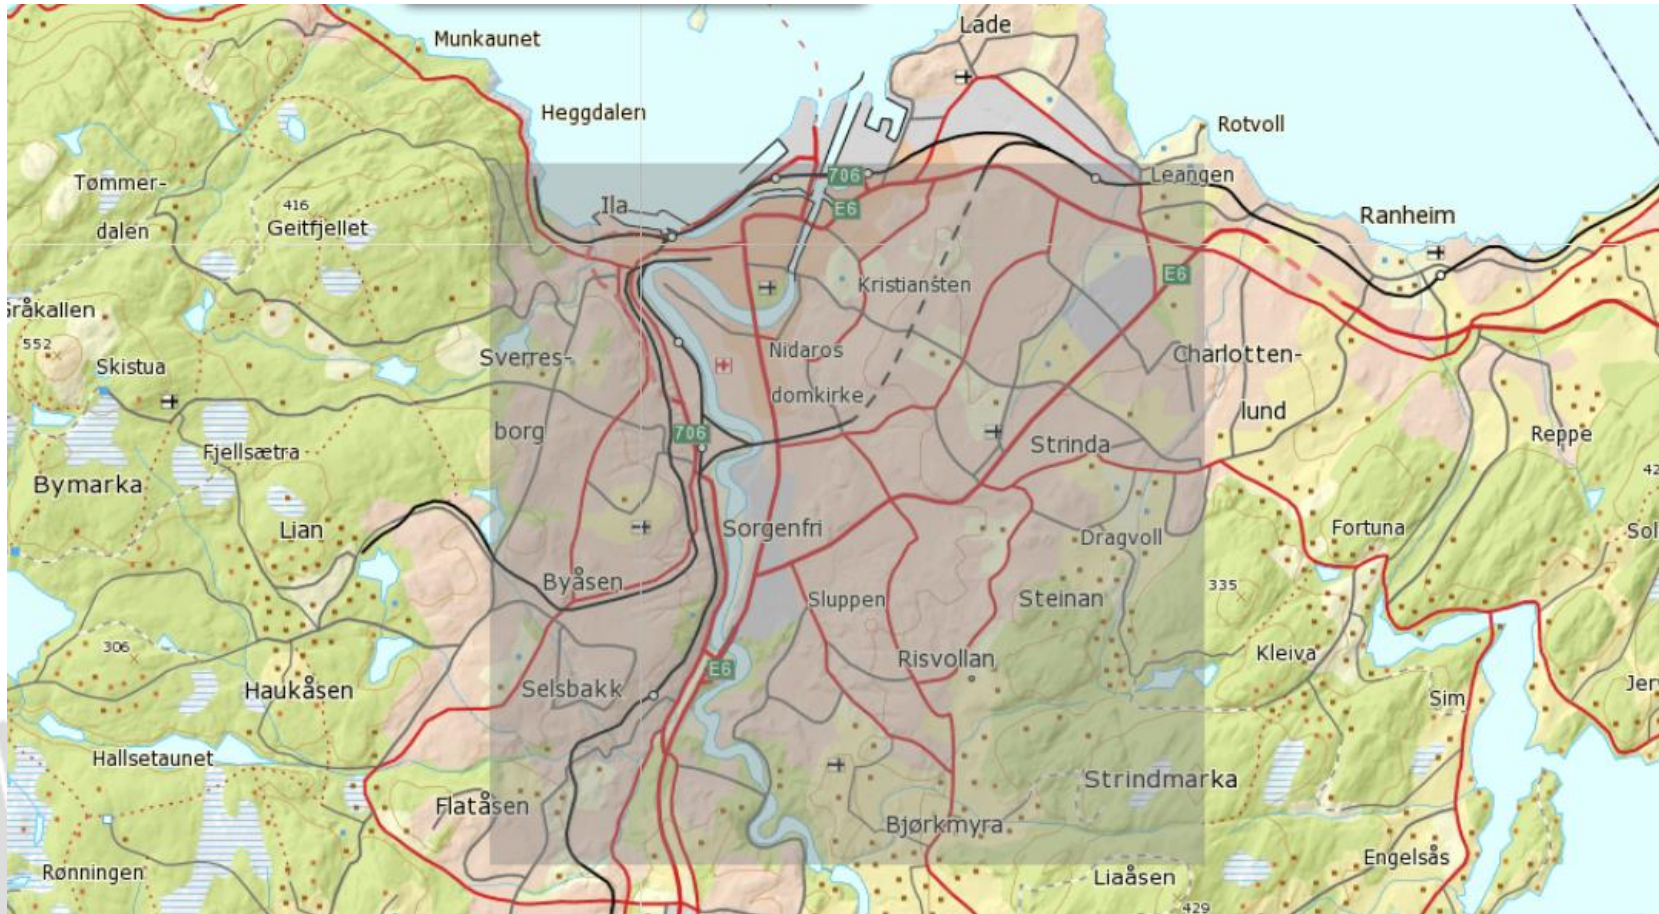 Lade
Munkaunet
Heggdalen
Rotvoll
Tømmer-
dalen
416
Geitfjellet
Ila
706
E6
Leangen
Ranheim
E6
Kristiansten
Gråkallen
552
Skistua
Sverres-
borg
Nidaros
domkirke
Charlotten-
lund
706
Strinda
Reppe
Fjellsætra
Bymarka
Lian
Sorgenfri
Dragvoll
Fortuna
Byåsen
Sluppen
Steinan
335
306
Haukåsen
Selsbakk
E6
Risvollan
Kleiva
Sim
Hallsetaunet
Flatåsen
Strindmarka
Bjørkmyra
Rønningen
Liaåsen
Engelsås
429